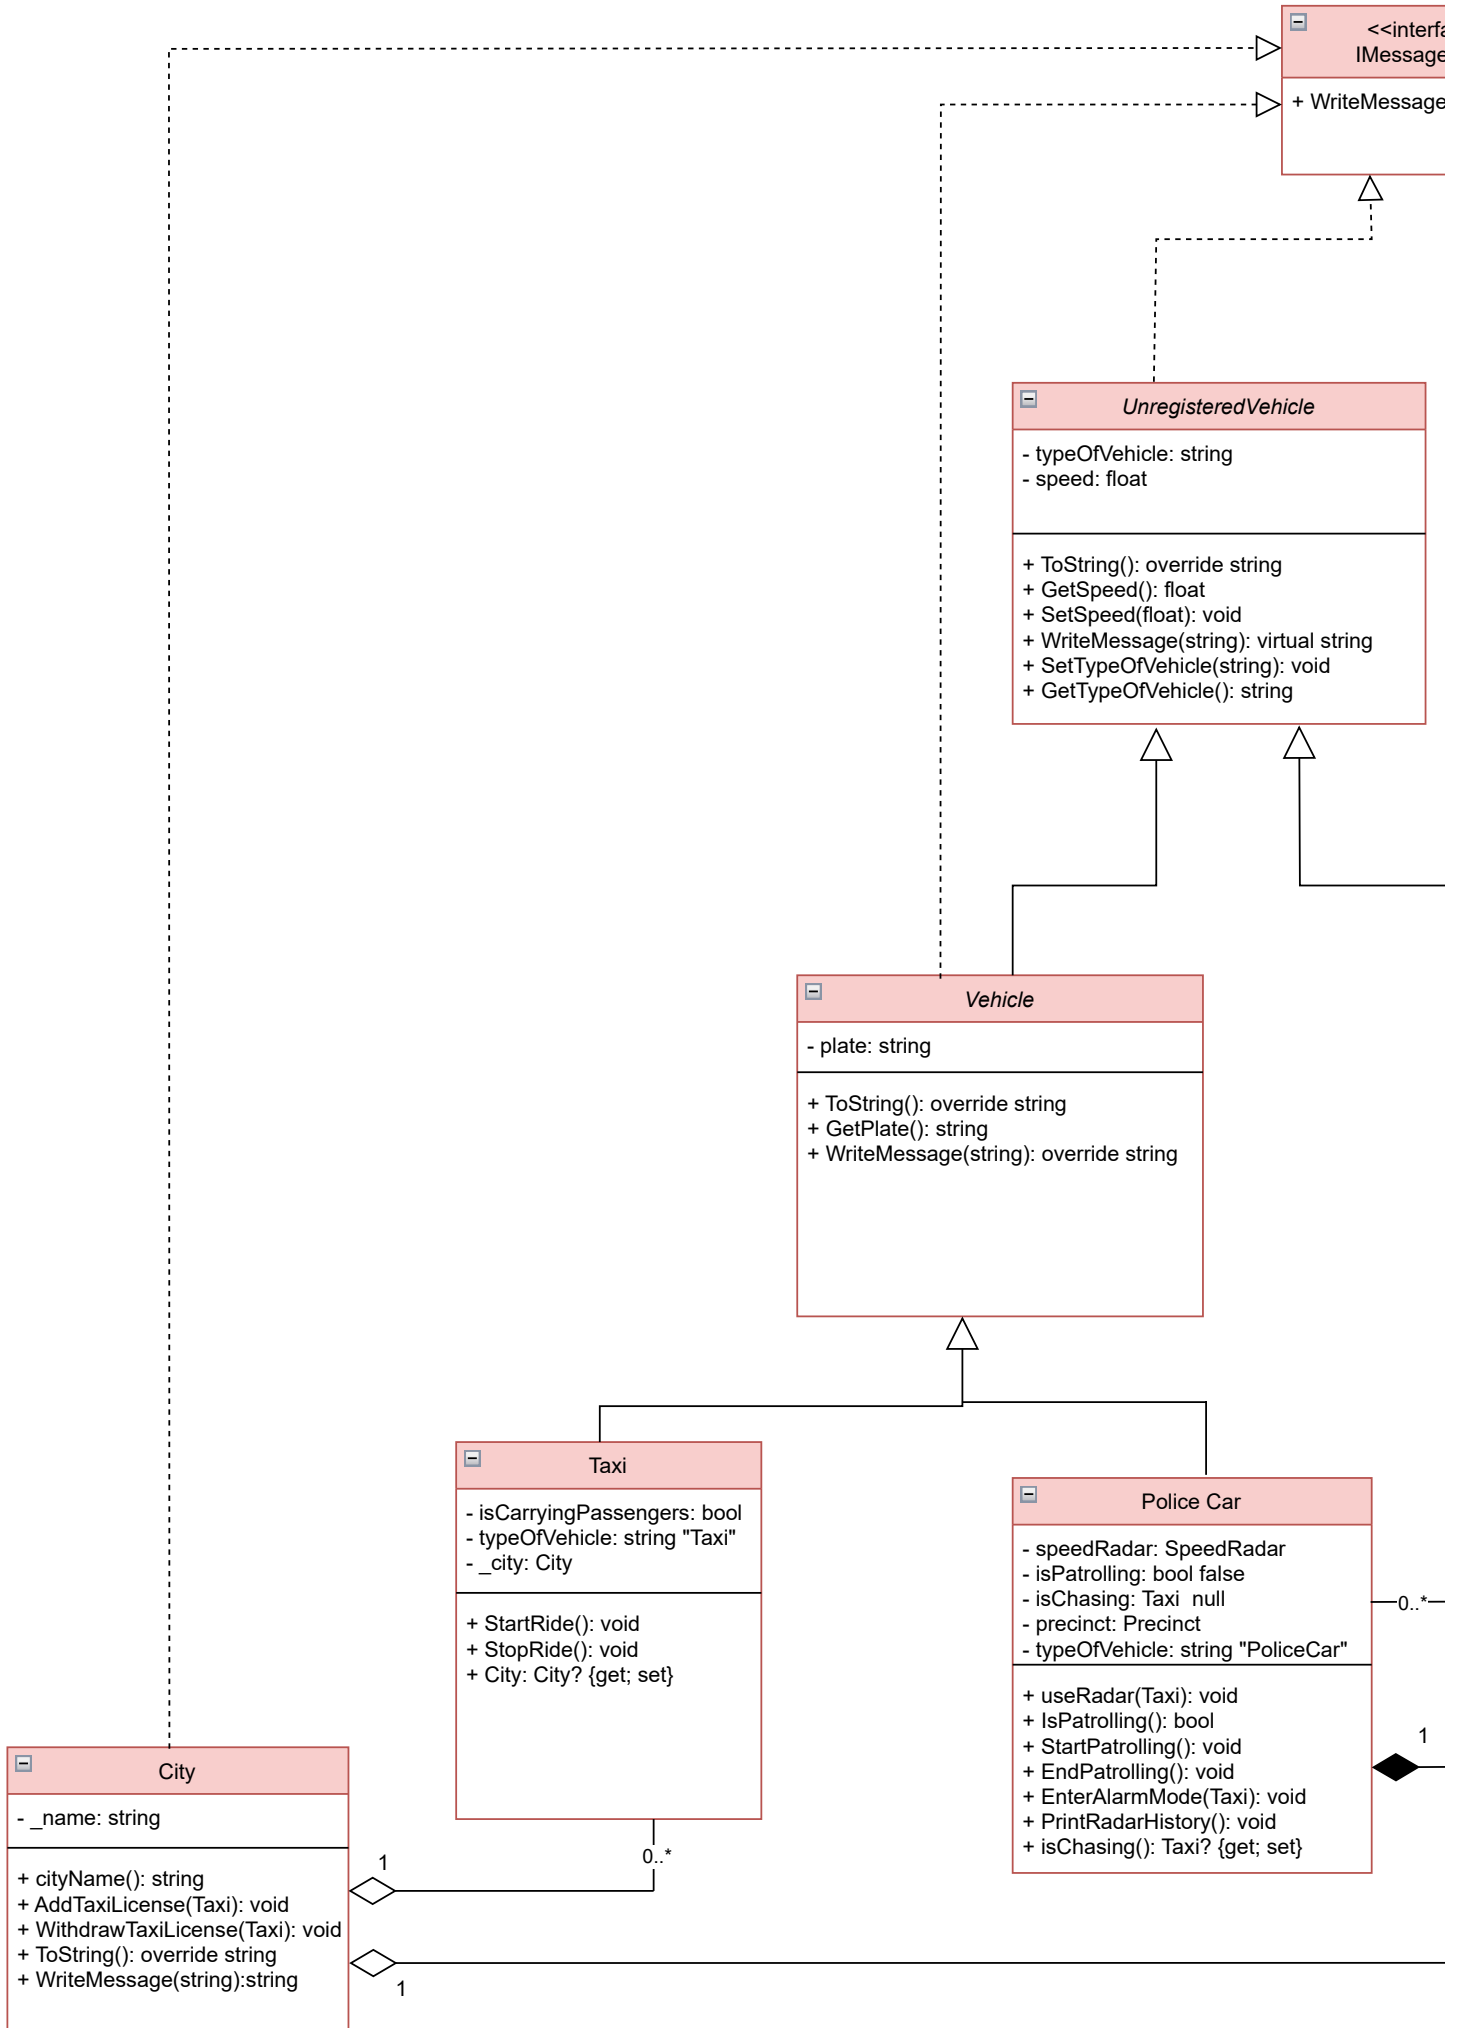 <<interfa
IMessage
+ WriteMessage
UnregisteredVehicle
- typeOfVehicle: string
- speed: float
+ ToString(): override string
+ GetSpeed(): float
+ SetSpeed(float): void
+ WriteMessage(string): virtual string
+ SetTypeOfVehicle(string): void
+ GetTypeOfVehicle(): string
Vehicle
- plate: string
+ ToString(): override string
+ GetPlate(): string
+ WriteMessage(string): override string
Taxi
- isCarryingPassengers: bool
- typeOfVehicle: string "Taxi"
- _city: City
+ StartRide(): void
+ StopRide(): void
+ City: City? {get; set}
0..*
Police Car
- speedRadar: SpeedRadar
- isPatrolling: bool false
- isChasing: Taxi  null
- precinct: Precinct
- typeOfVehicle: string "PoliceCar"
+ useRadar(Taxi): void
+ IsPatrolling(): bool
+ StartPatrolling(): void
+ EndPatrolling(): void
+ EnterAlarmMode(Taxi): void
+ PrintRadarHistory(): void
+ isChasing(): Taxi? {get; set}
0..*
1
City
- _name: string
+ cityName(): string
+ AddTaxiLicense(Taxi): void
+ WithdrawTaxiLicense(Taxi): void
+ ToString(): override string
+ WriteMessage(string):string
1
1